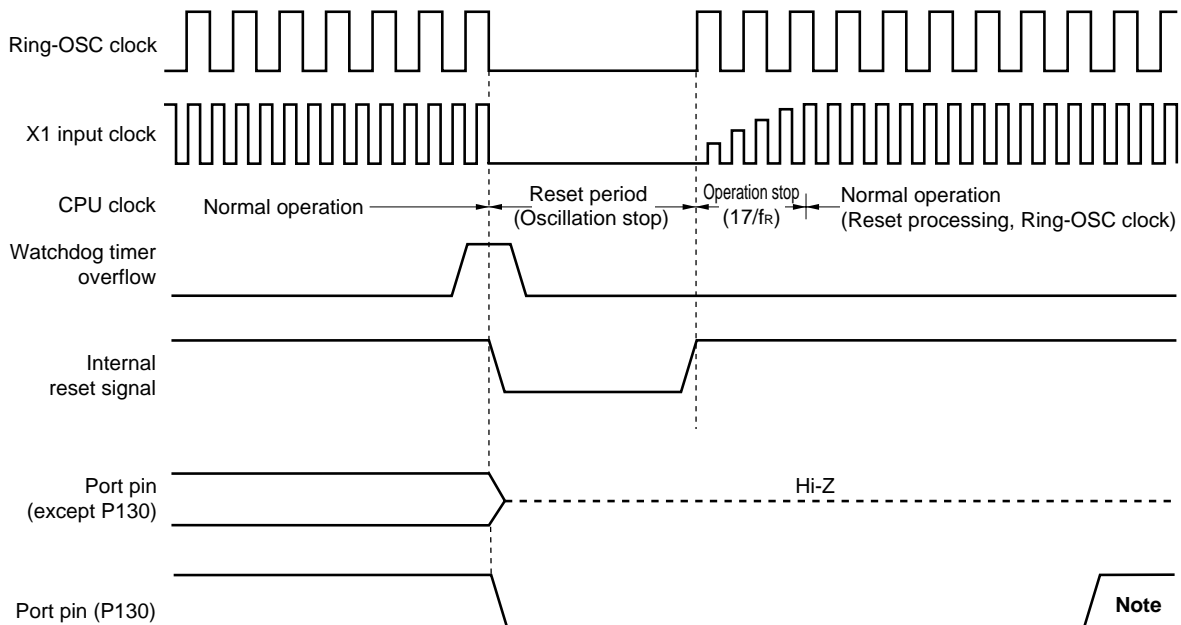 Ring-OSC clock
X1 input clock
CPU clock
Normal operation
Reset period
(Oscillation stop)
Operation stop
(17/fR)
Normal operation
(Reset processing, Ring-OSC clock)
Watchdog timer
overflow
Internal
reset signal
Port pin
(except P130)
Hi-Z
Port pin (P130)
Note